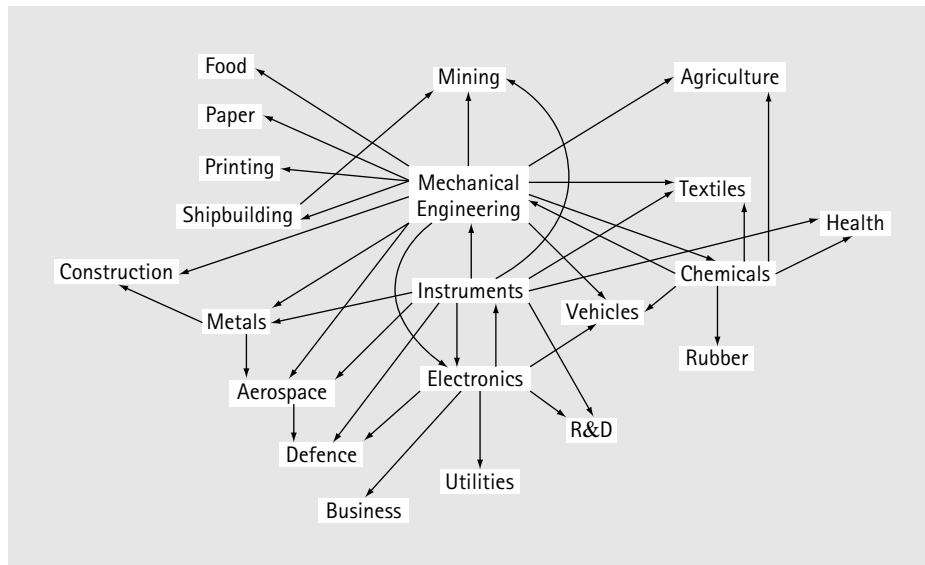 Food
Mining
Agriculture
Paper
Printing
Mechanical
Engineering
Textiles
Shipbuilding
Health
Construction
Chemicals
Instruments
Metals
Vehicles
Rubber
Electronics
Aerospace
R&D
Defence
Utilities
Business